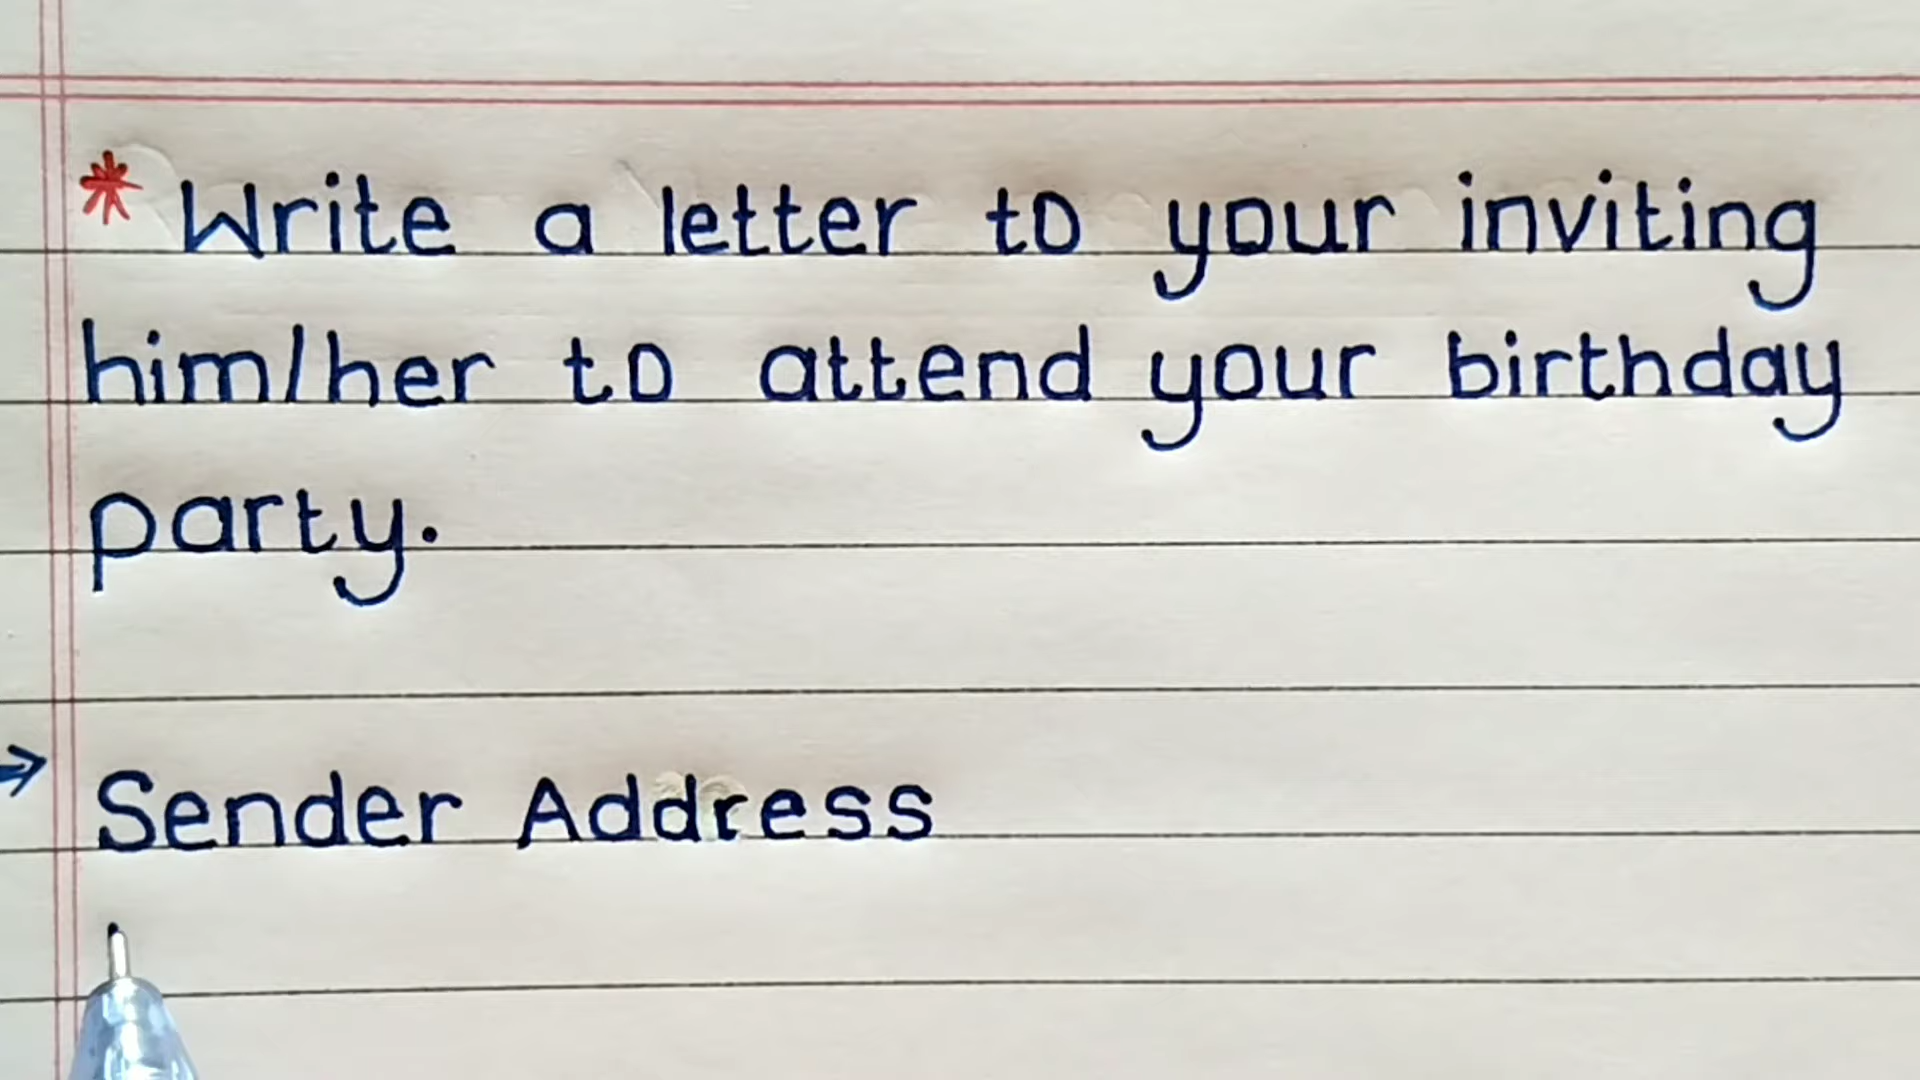 * Write a letter to your inviting
him/her to attend your birthday
party.
→ Sender Address